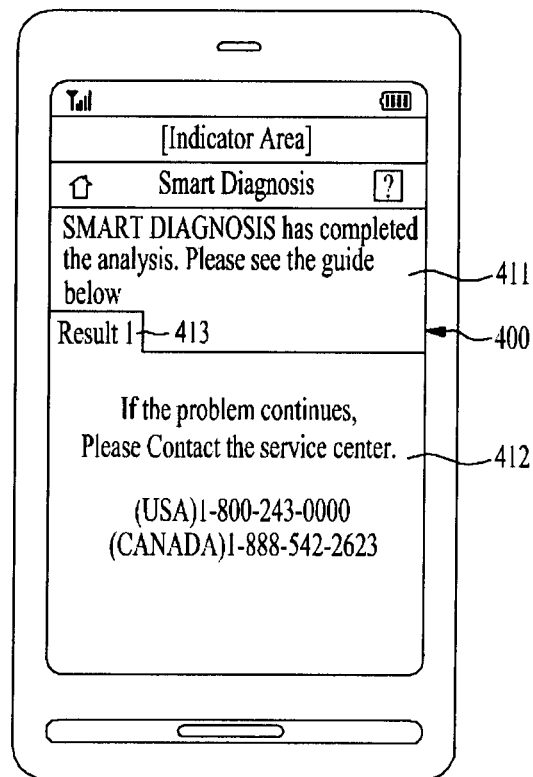 [Indicator Area]
Smart Diagnosis ?
SMART DIAGNOSIS has completed
the analysis. Please see the guide
below
411
Result 1 413
400
If the problem continues,
Please Contact the service center.
412
(USA)1-800-243-0000
(CANADA)1-888-542-2623